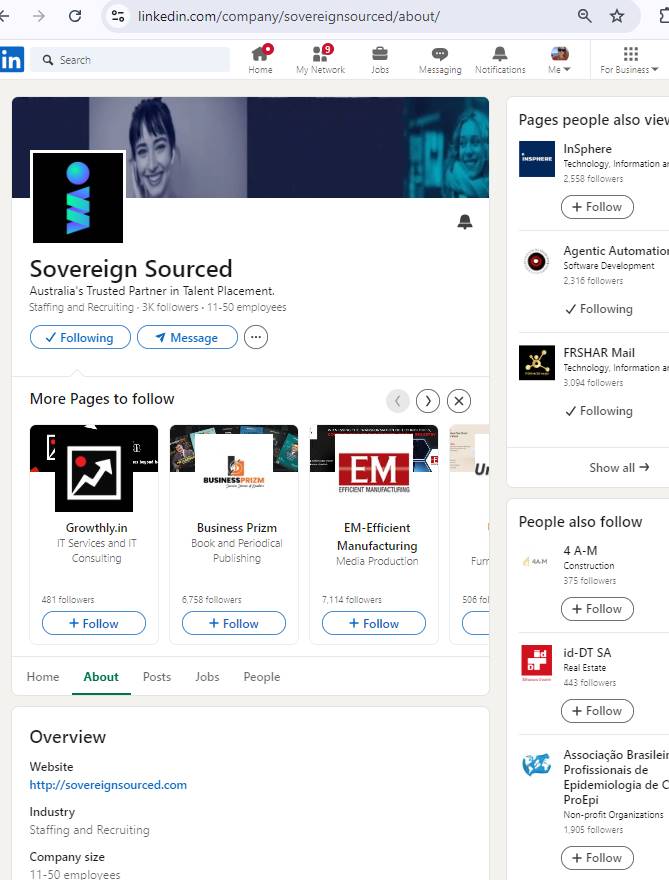 linkedin.com/company/sovereignsourced/about/
in
Search
Home
My Network
9
Jobs
Messaging
Notifications
Me
For Business
Sovereign Sourced
Australia's Trusted Partner in Talent Placement.
Staffing and Recruiting · 3K followers · 11-50 employees
Following
Message
More Pages to follow
Growthly.in
IT Services and IT
Consulting
481 followers
+ Follow
BUSINESSPRIZM
Business Prizm
Book and Periodical
Publishing
6,758 followers
+ Follow
EM
EFFICIENT MANUFACTURING
EM-Efficient
Manufacturing
Media Production
7,114 followers
+ Follow
Furn
506 fol
Home
About
Posts
Jobs
People
Overview
Website
http://sovereignsourced.com
Industry
Staffing and Recruiting
Company size
11-50 employees
Pages people also view
INSPHERE
InSphere
Technology, Information an
2,558 followers
+ Follow
Agentic Automation
Software Development
2,316 followers
Following
FRSHAR Mail
Technology, Information an
3,094 followers
Following
Show all →
People also follow
4A-M
4 A-M
Construction
375 followers
+ Follow
id
id-DT SA
Real Estate
443 followers
+ Follow
Associação Brasileir
Profissionais de
Epidemiologia de C
ProEpi
Non-profit Organizations
1,905 followers
+ Follow